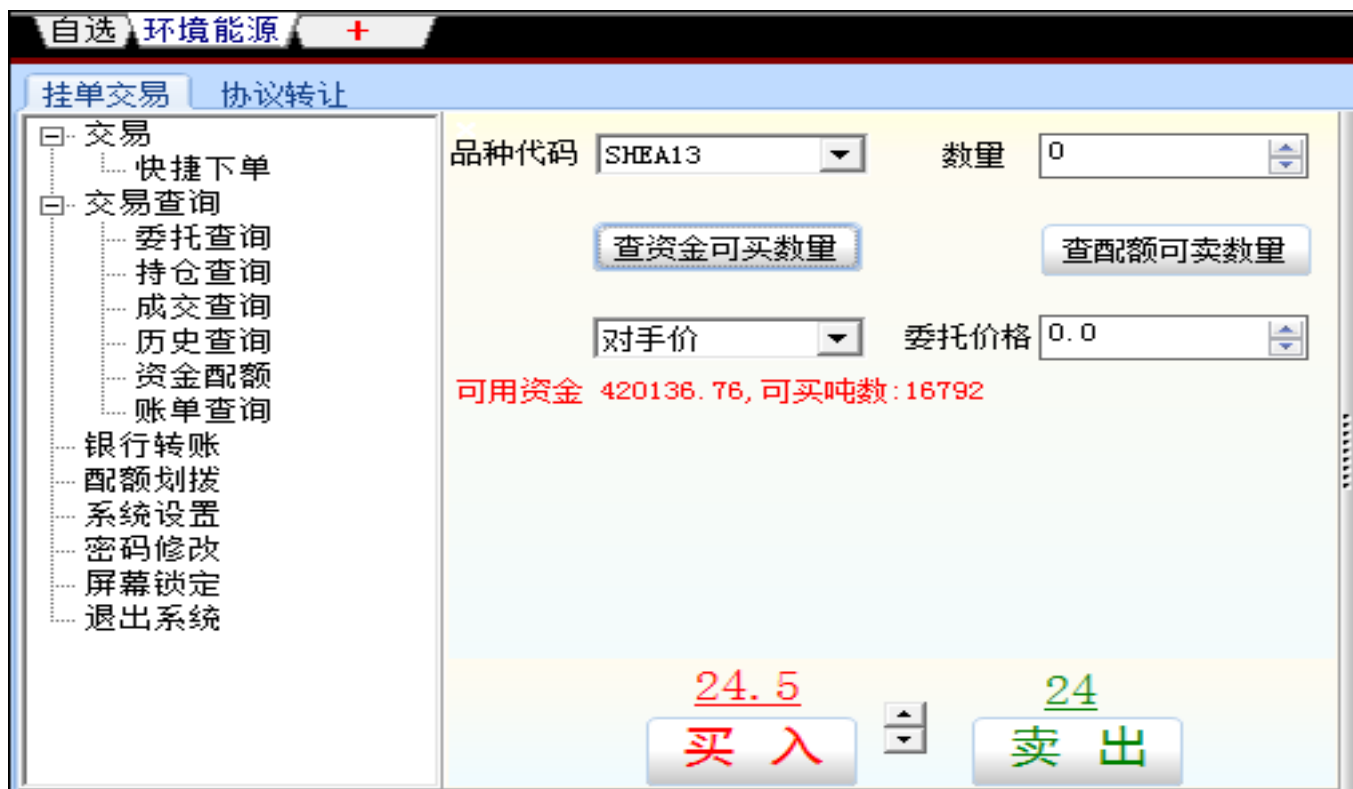 自选 环境能源 +
挂单交易 协议转让
交易
快捷下单
交易查询
委托查询
持仓查询
成交查询
历史查询
资金配额
账单查询
银行转账
配额划拨
系统设置
密码修改
屏幕锁定
退出系统
品种代码 SHEA13 数量 0
查资金可买数量 查配额可卖数量
对手价 委托价格 0.0
可用资金 420136.76,可买吨数:16792
24.5 24
买 入 卖 出